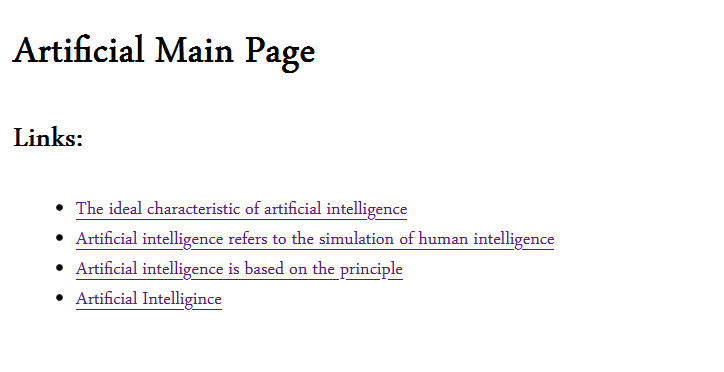 Artificial Main Page
Links:
The ideal characteristic of artificial intelligence
Artificial intelligence refers to the simulation of human intelligence
Artificial intelligence is based on the principle
Artificial Intelligince